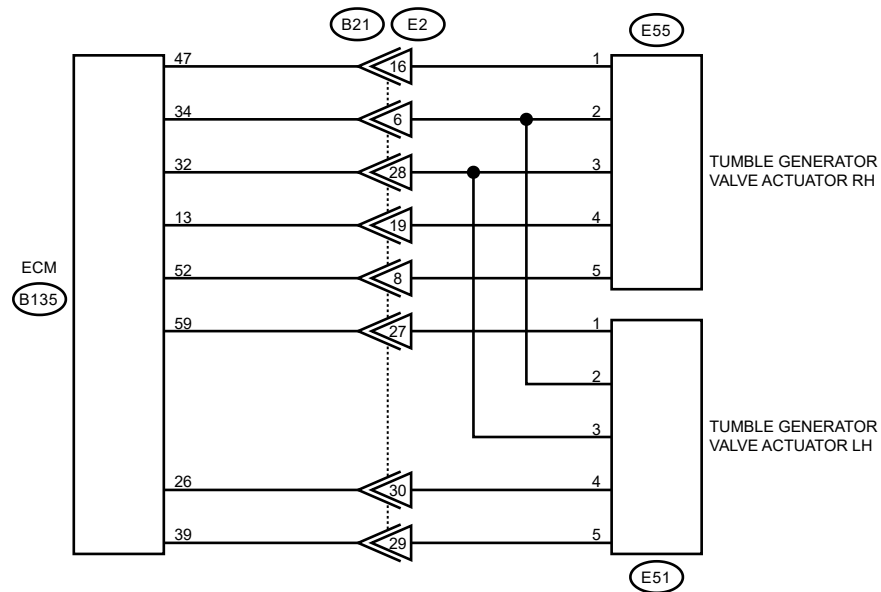 B21 E2 E55
47 16 1
34 6 2
32 28 3
TUMBLE GENERATOR
VALVE ACTUATOR RH
13 19 4
ECM
52 8 5
B135
59 27 1
2
3
TUMBLE GENERATOR
VALVE ACTUATOR LH
26 30 4
39 29 5
E51